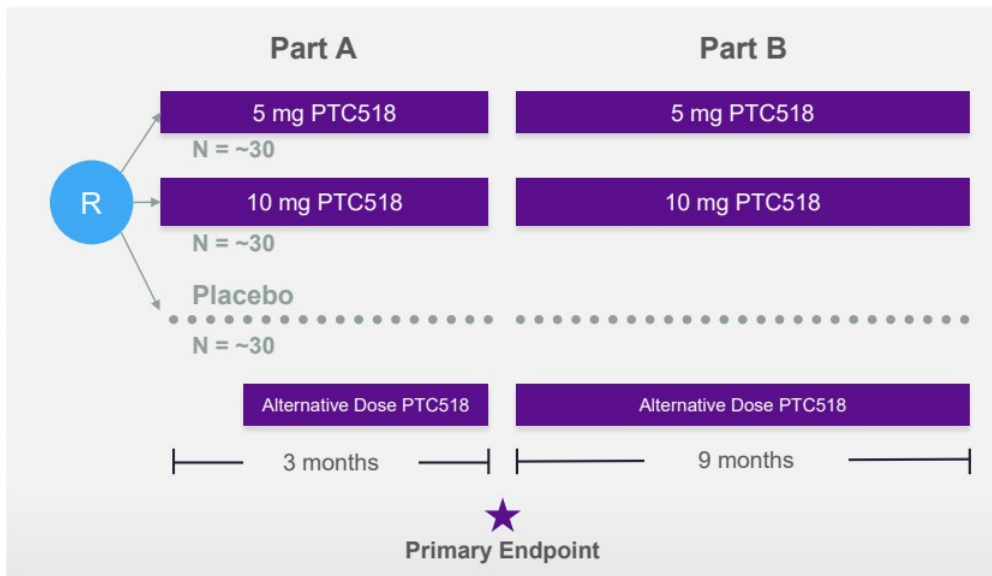 Part A
Part B
5 mg PTC518
5 mg PTC518
N = ~30
R
10 mg PTC518
10 mg PTC518
N = ~30
Placebo
N = ~30
Alternative Dose PTC518
Alternative Dose PTC518
3 months
9 months
Primary Endpoint